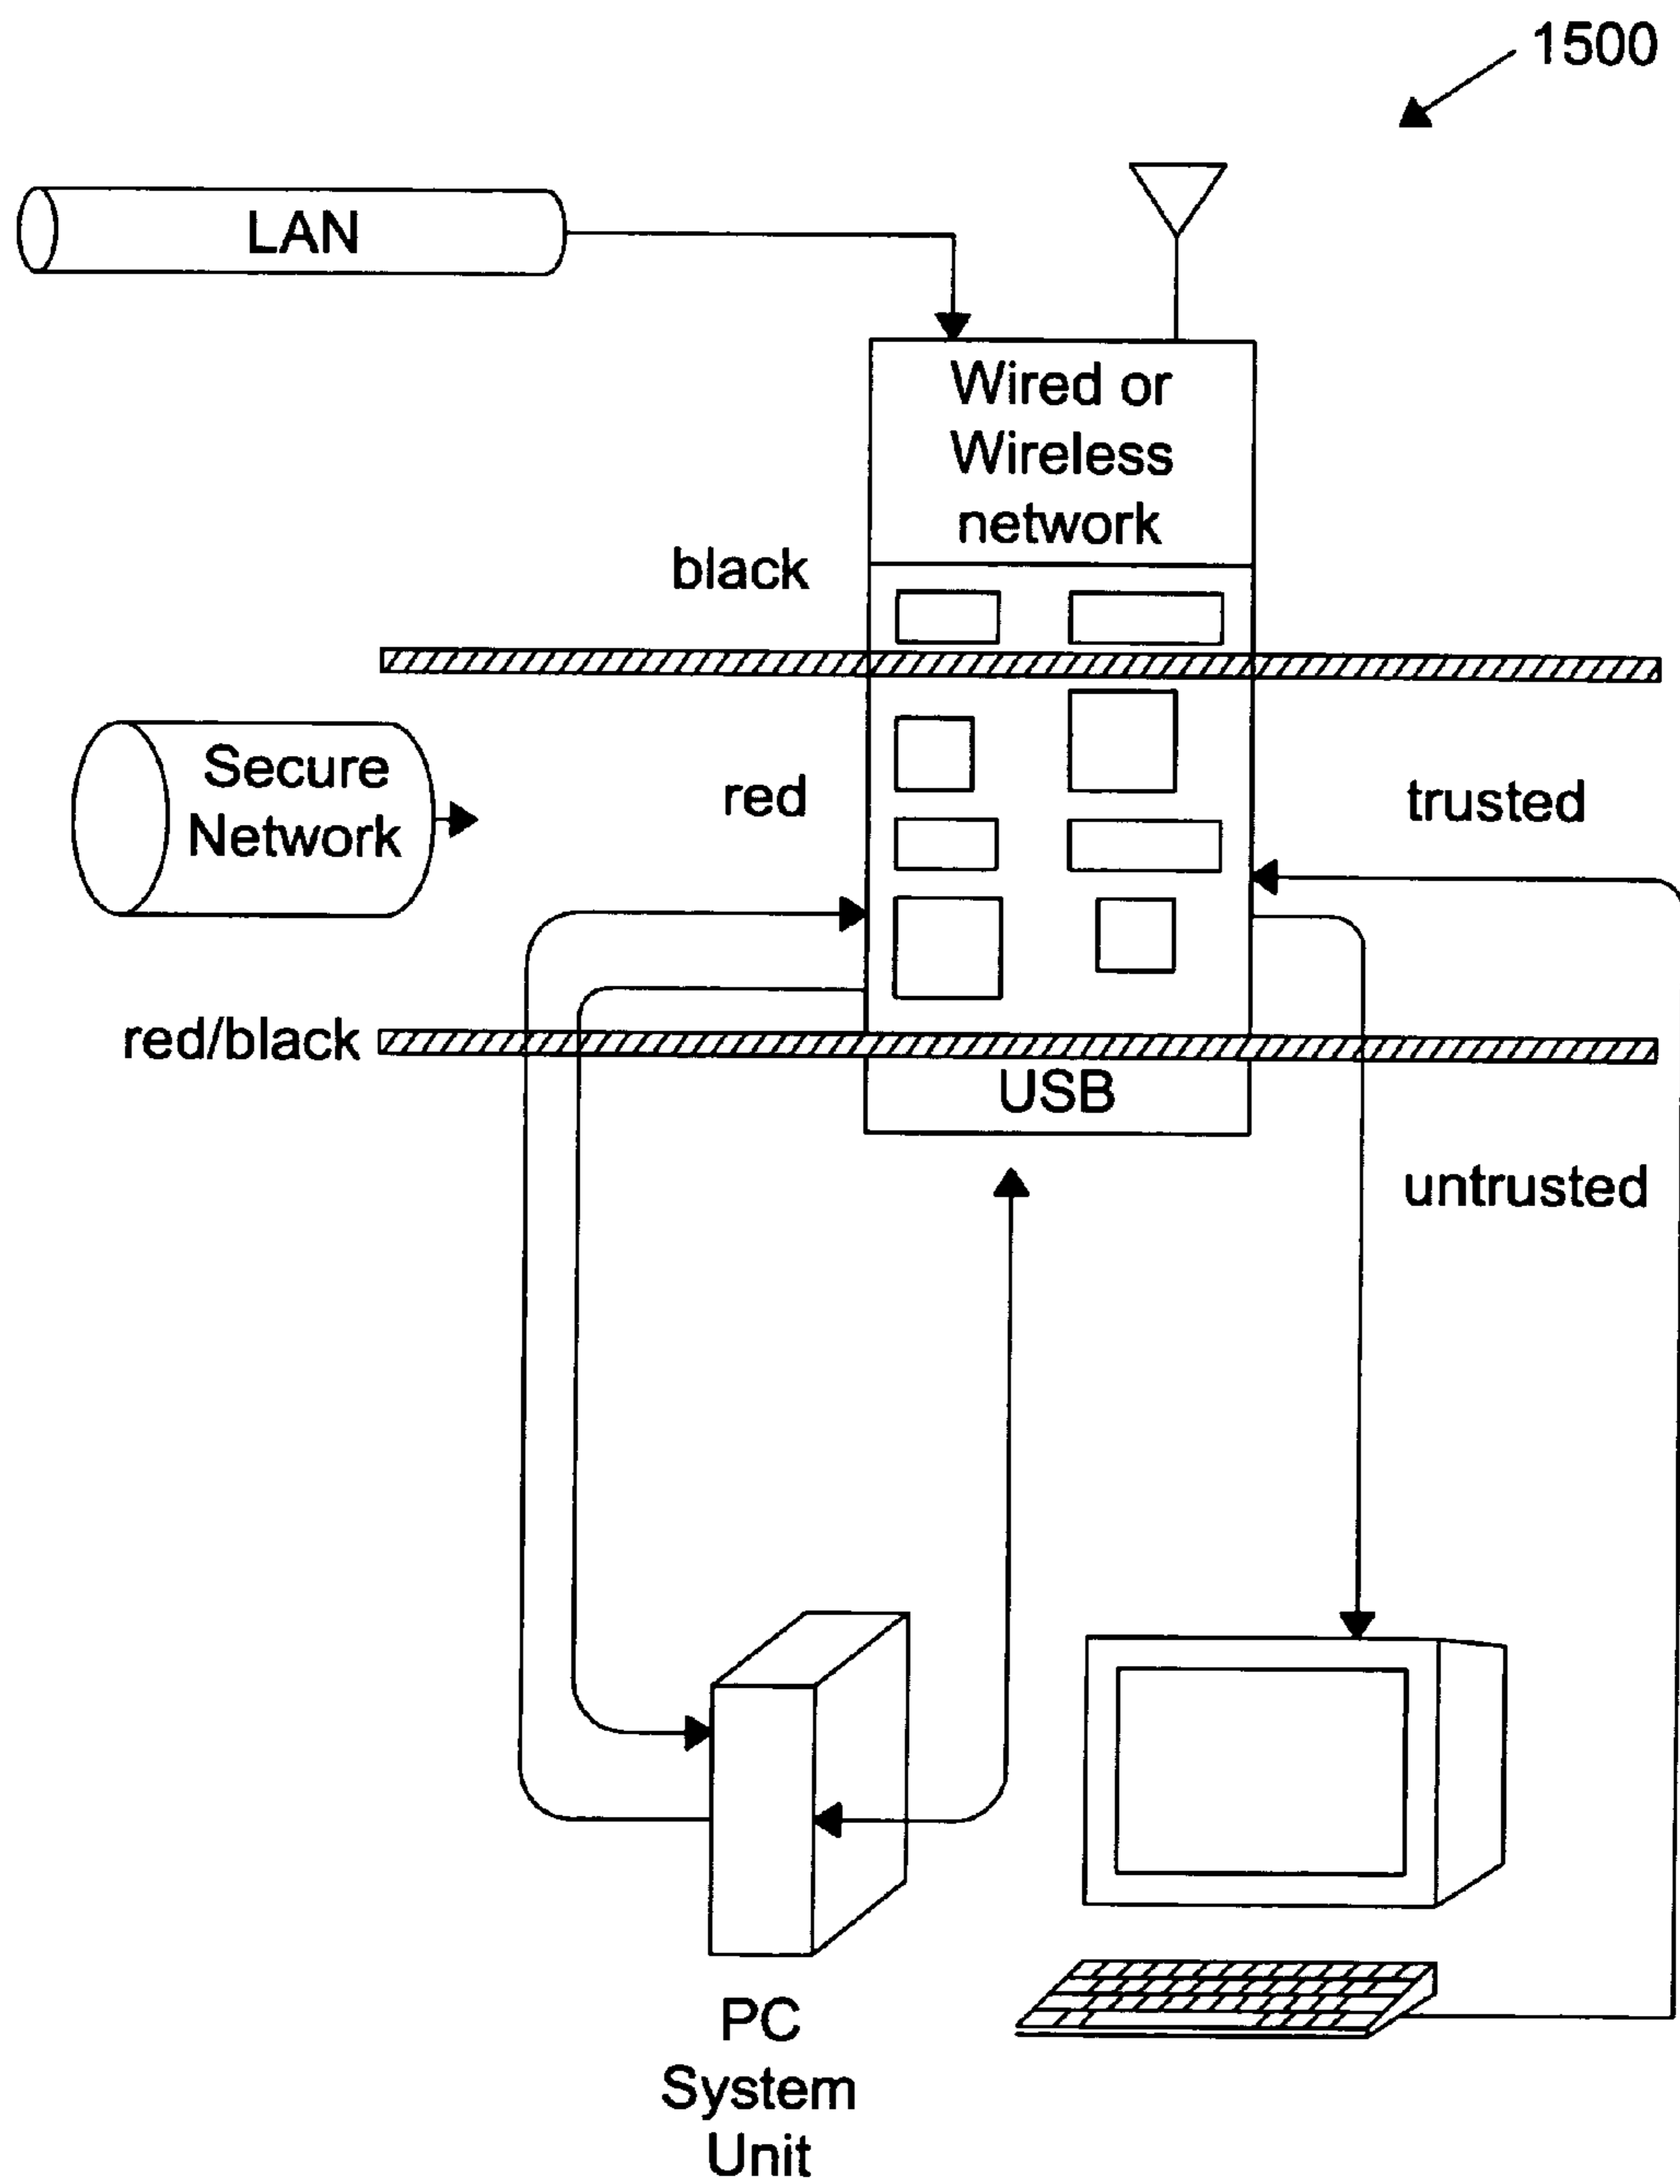 1500
LAN
Wired or
Wireless
network
black
Secure
Network
red
trusted
red/black
USB
untrusted
PC
System
Unit